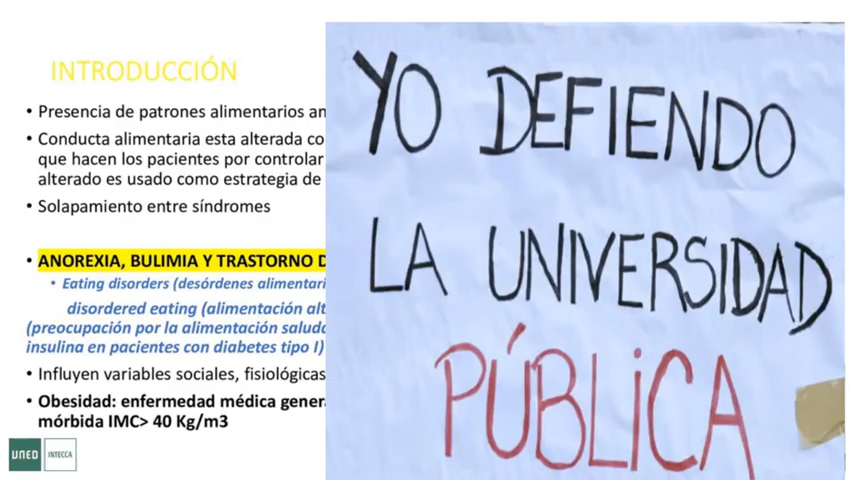 INTRODUCCIÓN
• Presencia de patrones alimentarios an
• Conducta alimentaria esta alterada co
que hacen los pacientes por controlar
alterado es usado como estrategia de
• Solapamiento entre síndromes
• ANOREXIA, BULIMIA Y TRASTORNO D
• Eating disorders (desórdenes alimentari
disordered eating (alimentación alt
(preocupación por la alimentación saluda
insulina en pacientes con diabetes tipo I)
• Influyen variables sociales, fisiológicas
• Obesidad: enfermedad médica genera
mórbida IMC> 40 Kg/m3
UNED INTECCA
YO DEFIENDO
LA UNIVERSIDAD
PÚBLICA